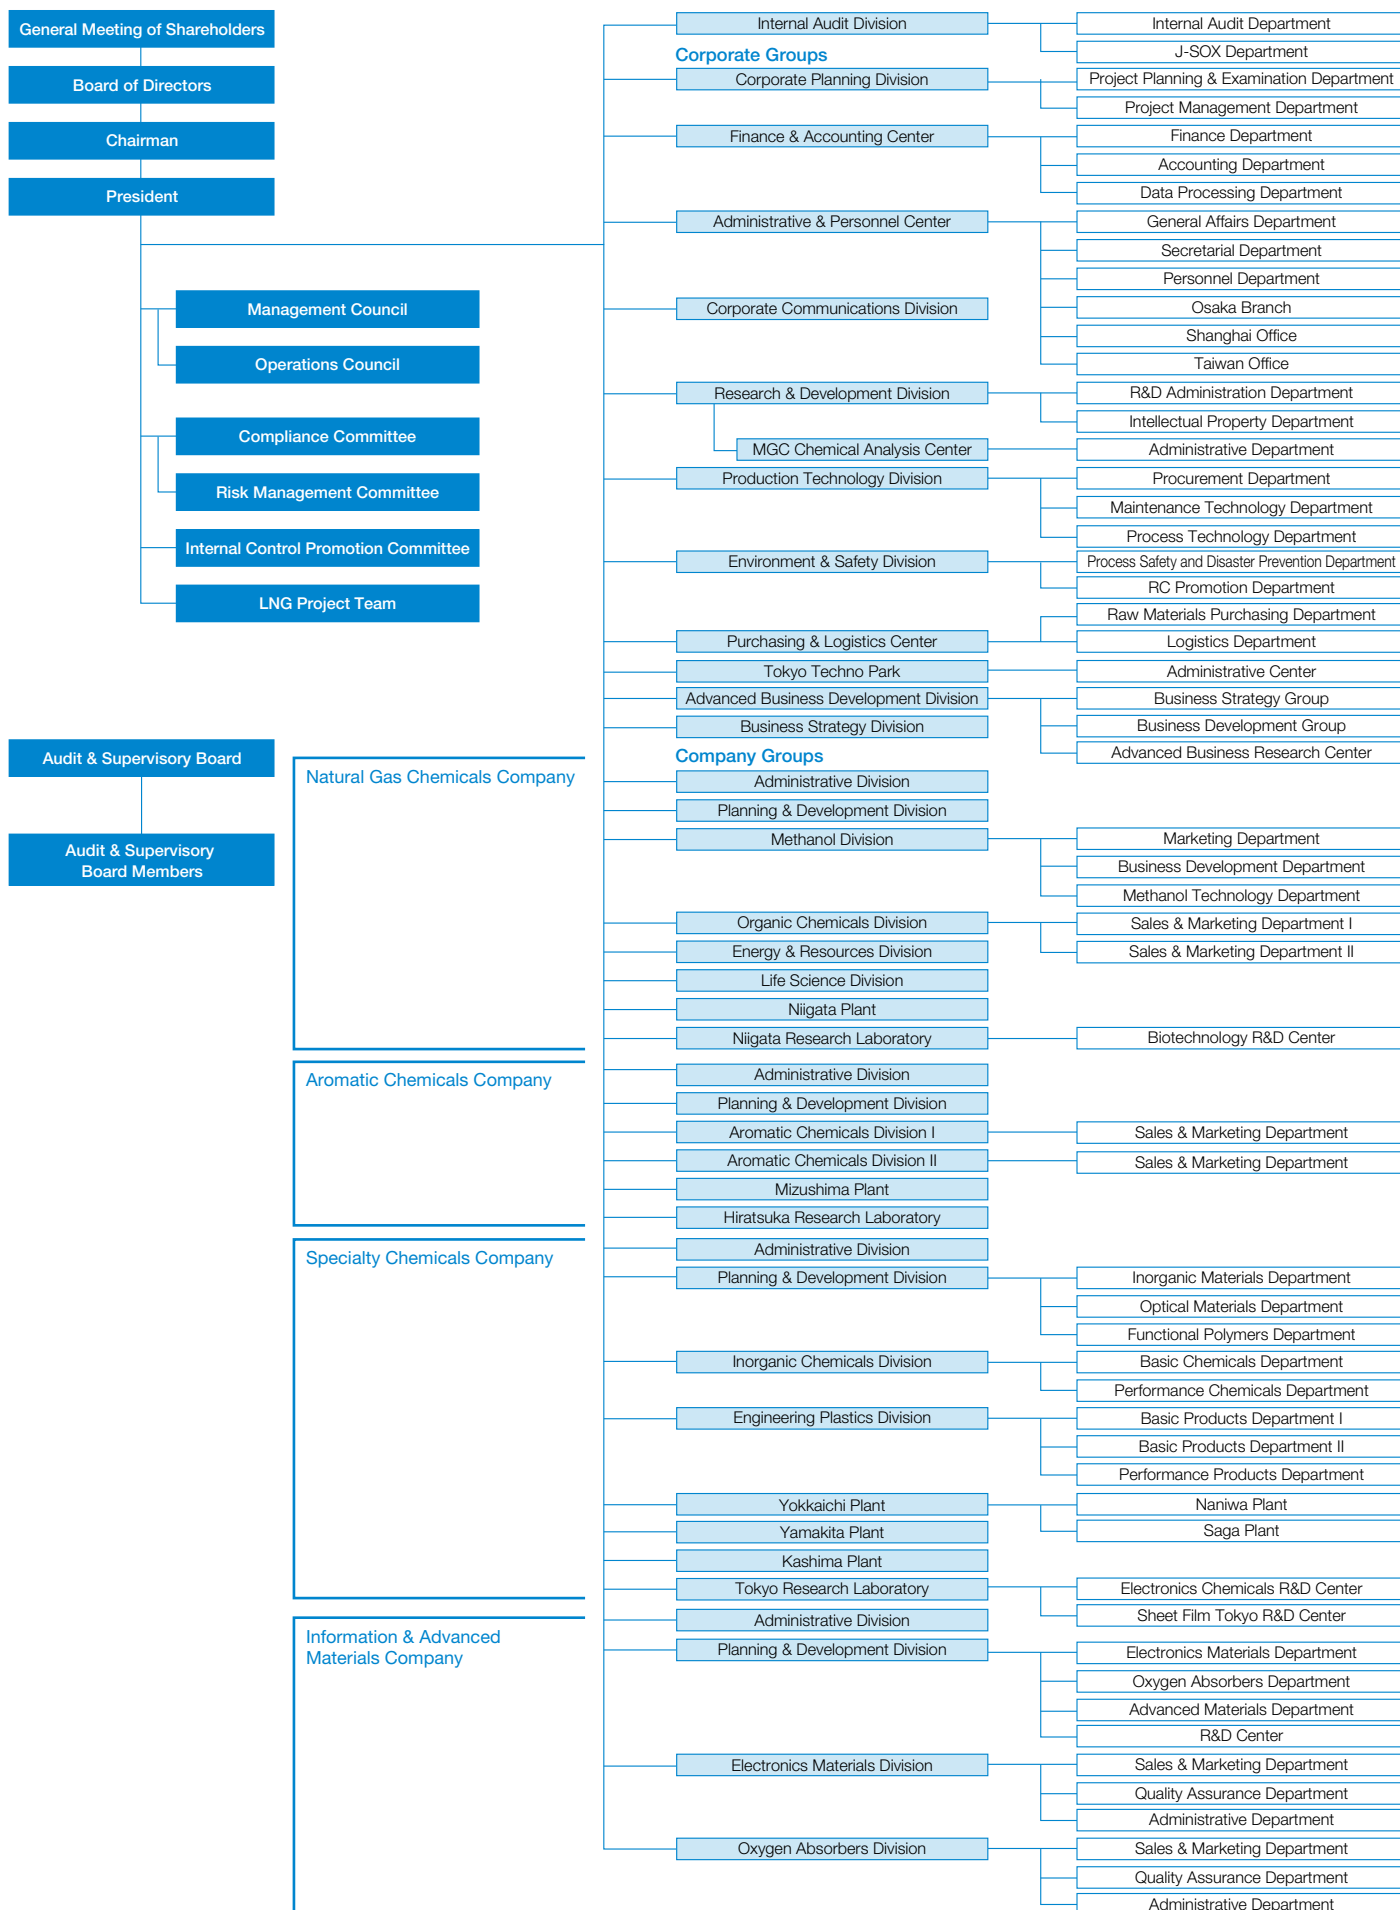 General Meeting of Shareholders
Board of Directors
Chairman
President
Management Council
Operations Council
Compliance Committee
Risk Management Committee
Internal Control Promotion Committee
LNG Project Team
Audit & Supervisory Board
Audit & Supervisory
Board Members
Internal Audit Division
Internal Audit Department
J-SOX Department
Corporate Groups
Corporate Planning Division
Project Planning & Examination Department
Project Management Department
Finance & Accounting Center
Finance Department
Accounting Department
Data Processing Department
Administrative & Personnel Center
General Affairs Department
Secretarial Department
Personnel Department
Osaka Branch
Shanghai Office
Taiwan Office
Corporate Communications Division
Research & Development Division
R&D Administration Department
Intellectual Property Department
MGC Chemical Analysis Center
Administrative Department
Production Technology Division
Procurement Department
Maintenance Technology Department
Process Technology Department
Environment & Safety Division
Process Safety and Disaster Prevention Department
RC Promotion Department
Purchasing & Logistics Center
Raw Materials Purchasing Department
Logistics Department
Tokyo Techno Park
Administrative Center
Advanced Business Development Division
Business Strategy Group
Business Development Group
Advanced Business Research Center
Business Strategy Division
Company Groups
Natural Gas Chemicals Company
Administrative Division
Planning & Development Division
Methanol Division
Marketing Department
Business Development Department
Methanol Technology Department
Organic Chemicals Division
Sales & Marketing Department I
Sales & Marketing Department II
Energy & Resources Division
Life Science Division
Niigata Plant
Niigata Research Laboratory
Biotechnology R&D Center
Aromatic Chemicals Company
Administrative Division
Planning & Development Division
Aromatic Chemicals Division I
Sales & Marketing Department
Aromatic Chemicals Division II
Sales & Marketing Department
Mizushima Plant
Hiratsuka Research Laboratory
Specialty Chemicals Company
Administrative Division
Planning & Development Division
Inorganic Materials Department
Optical Materials Department
Functional Polymers Department
Inorganic Chemicals Division
Basic Chemicals Department
Performance Chemicals Department
Engineering Plastics Division
Basic Products Department I
Basic Products Department II
Performance Products Department
Yokkaichi Plant
Naniwa Plant
Saga Plant
Yamakita Plant
Kashima Plant
Tokyo Research Laboratory
Electronics Chemicals R&D Center
Sheet Film Tokyo R&D Center
Information & Advanced
Materials Company
Administrative Division
Planning & Development Division
Electronics Materials Department
Oxygen Absorbers Department
Advanced Materials Department
R&D Center
Electronics Materials Division
Sales & Marketing Department
Quality Assurance Department
Administrative Department
Oxygen Absorbers Division
Sales & Marketing Department
Quality Assurance Department
Administrative Department